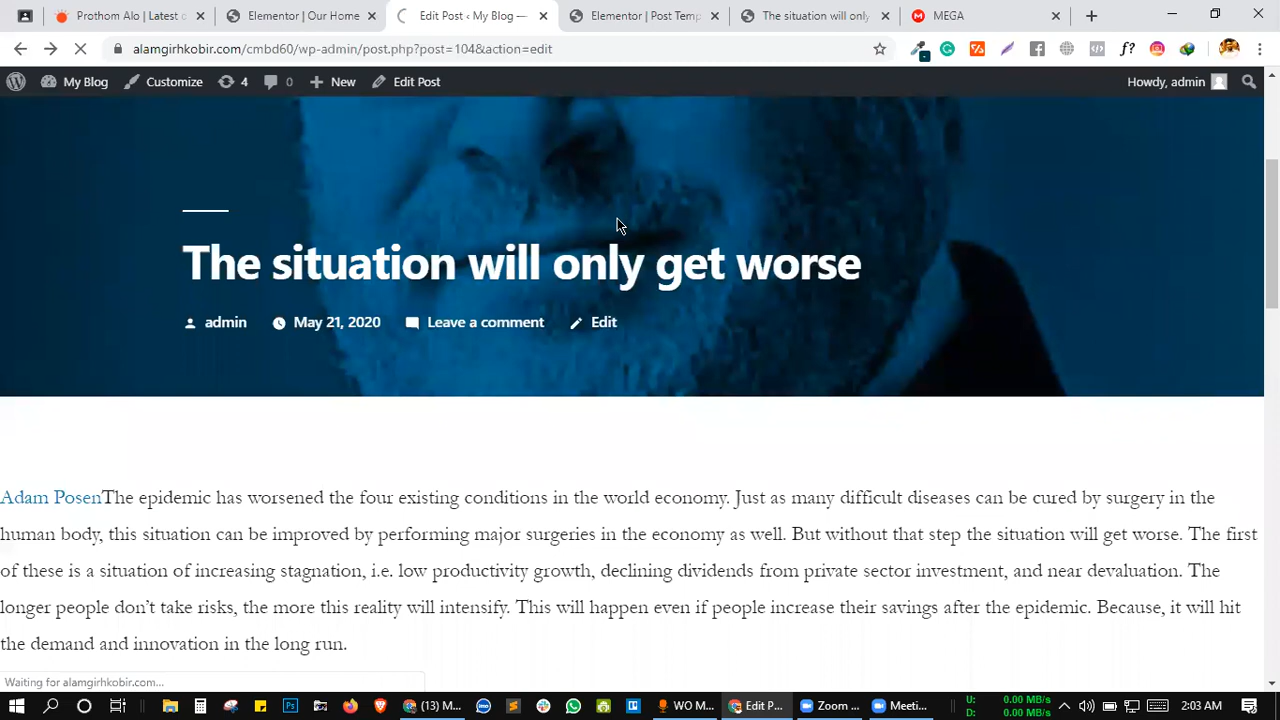 Prothom Alo | Latest
Elementor | Our Home
Edit Post ‹ My Blog —
Elementor | Post Temp
The situation will only
MEGA
alamgirhkobir.com/cmbd60/wp-admin/post.php?post=104&action=edit
My Blog
Customize
4
0
New
Edit Post
Howdy, admin
The situation will only get worse
admin
May 21, 2020
Leave a comment
Edit
Adam PosenThe epidemic has worsened the four existing conditions in the world economy. Just as many difficult diseases can be cured by surgery in the
human body, this situation can be improved by performing major surgeries in the economy as well. But without that step the situation will get worse. The first
of these is a situation of increasing stagnation, i.e. low productivity growth, declining dividends from private sector investment, and near devaluation. The
longer people don't take risks, the more this reality will intensify. This will happen even if people increase their savings after the epidemic. Because, it will hit
the demand and innovation in the long run.
Waiting for alamgirhkobir.com...
(13) M...
WO M...
Edit P...
Zoom ...
Meeti...
U: 0.00 MB/s
D: 0.00 MB/s
2:03 AM